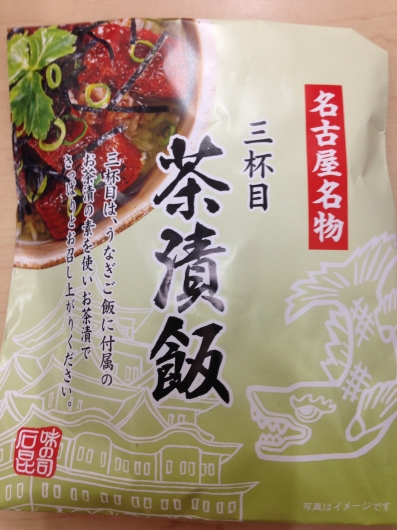 名古屋名物
三杯目
茶漬飯
三杯目は、うなぎご飯に付属の
お茶漬の素を使いお茶漬で
さっぱりとお召し上がりください。
味の司
石昆
写真はイメージです